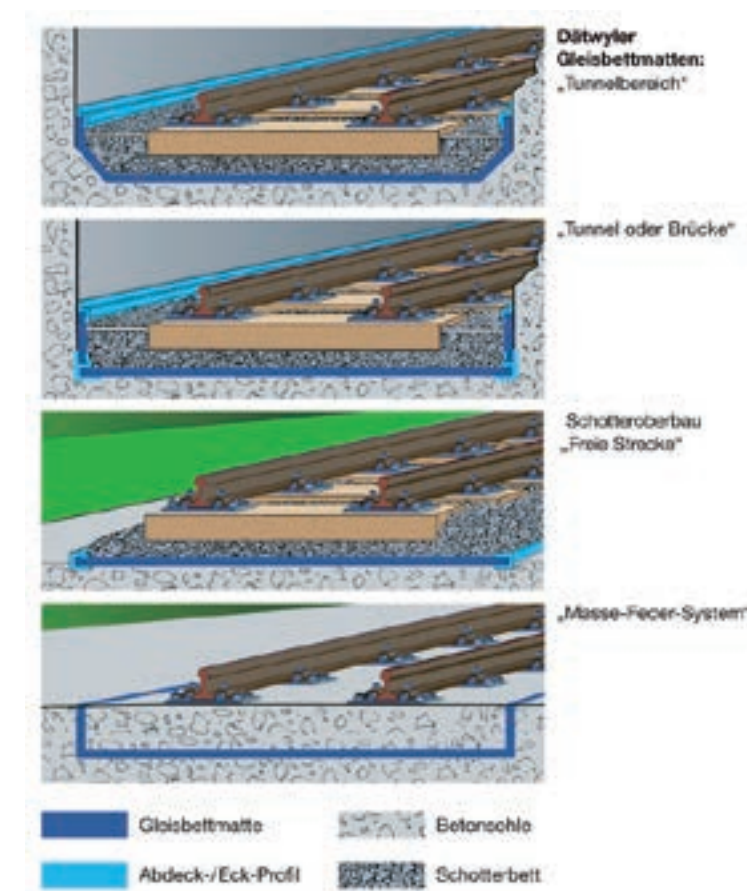 Dätwyler
Gleisbettmatten:
„Tunnelbereich“
„Tunnel oder Brücke“
Schotteroberbau
„Freie Strecke“
„Masse-Feder-System“
Gleisbettmatte
Betonsohle
Abdeck-/Eck-Profil
Schotterbett